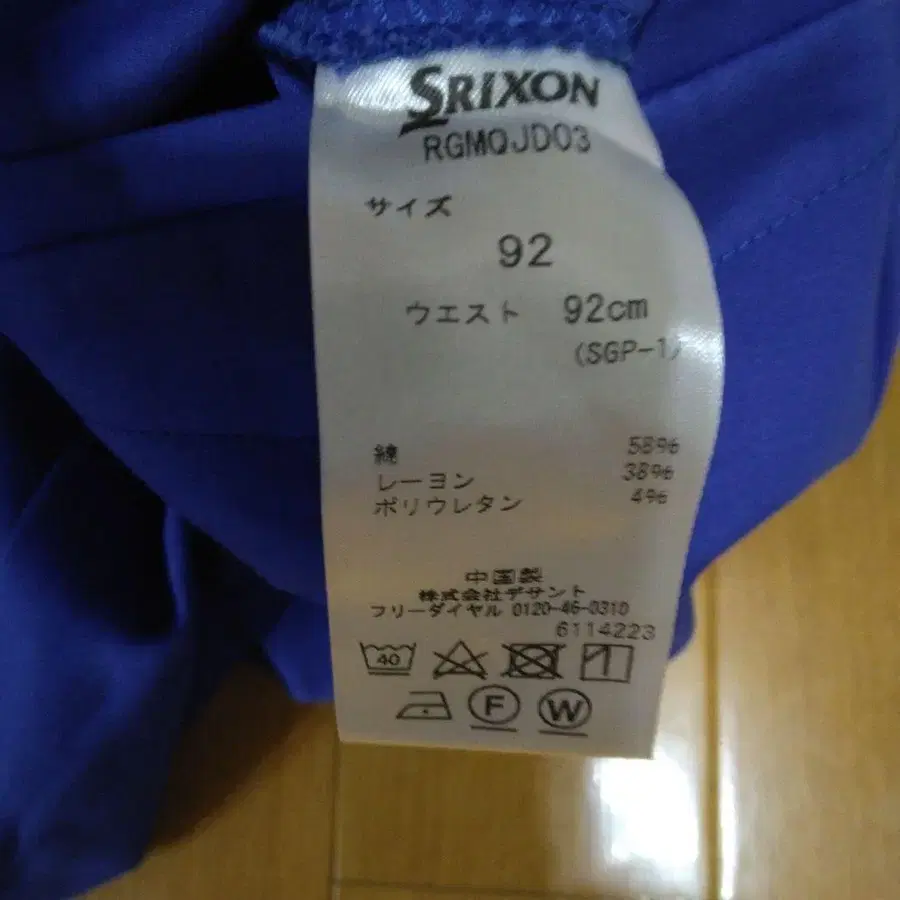 SRIXON
RGMQJD03
サイズ
92
ウエスト 92cm
(SGP-1)
綿 58%
レーヨン 38%
ポリウレタン 4%
中国製
株式会社デサント
フリーダイヤル 0120-46-0310
6114223
40
F W